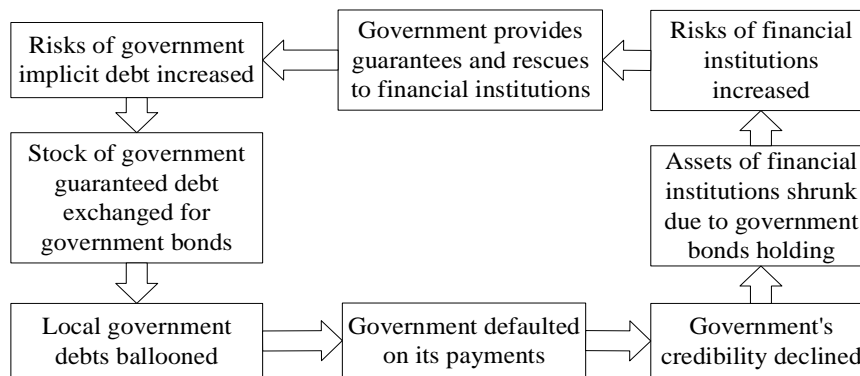 Risks of government
implicit debt increased
Government provides
guarantees and rescues
to financial institutions
Risks of financial
institutions
increased
Stock of government
guaranteed debt
exchanged for
government bonds
Assets of financial
institutions shrunk
due to government
bonds holding
Local government
debts ballooned
Government defaulted
on its payments
Government's
credibility declined